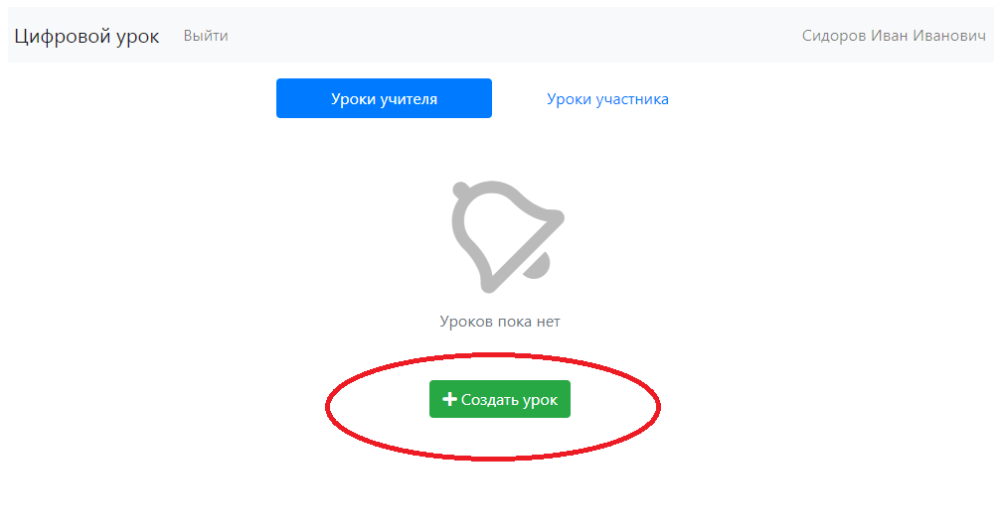 Цифровой урок Выйти Сидоров Иван Иванович
Уроки учителя Уроки участника
Уроков пока нет
Создать урок